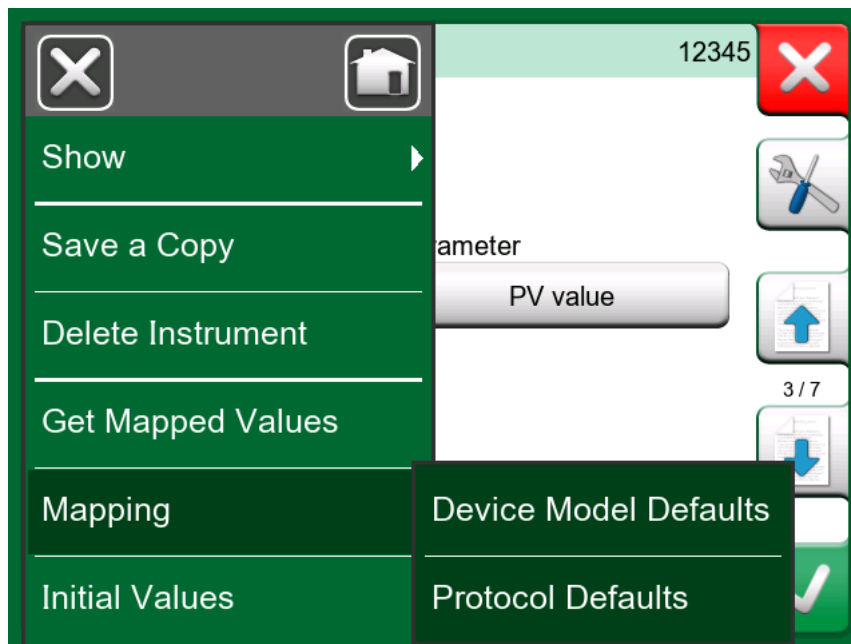 12345
Show
Save a Copy
ameter
PV value
Delete Instrument
3 / 7
Get Mapped Values
Mapping
Device Model Defaults
Initial Values
Protocol Defaults